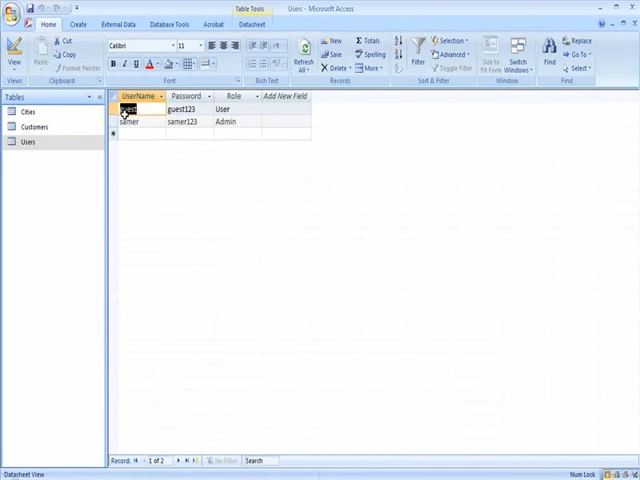 Table Tools
Users - Microsoft Access
Home
Create
External Data
Database Tools
Acrobat
Datasheet
View
Views
Cut
Copy
Format Painter
Clipboard
Calibri
11
B I U
Font
Rich Text
Refresh All
New
Save
Delete
Totals
Spelling
More
Records
Filter
Selection
Advanced
Toggle Filter
Sort & Filter
Size to Fit Form
Switch Windows
Window
Find
Replace
Go To
Select
Find
Tables
Cities
Customers
Users
UserName Password Role Add New Field
guest guest123 User
samer samer123 Admin
Record: 1 of 2 No Filter Search
Datasheet View
Num Lock